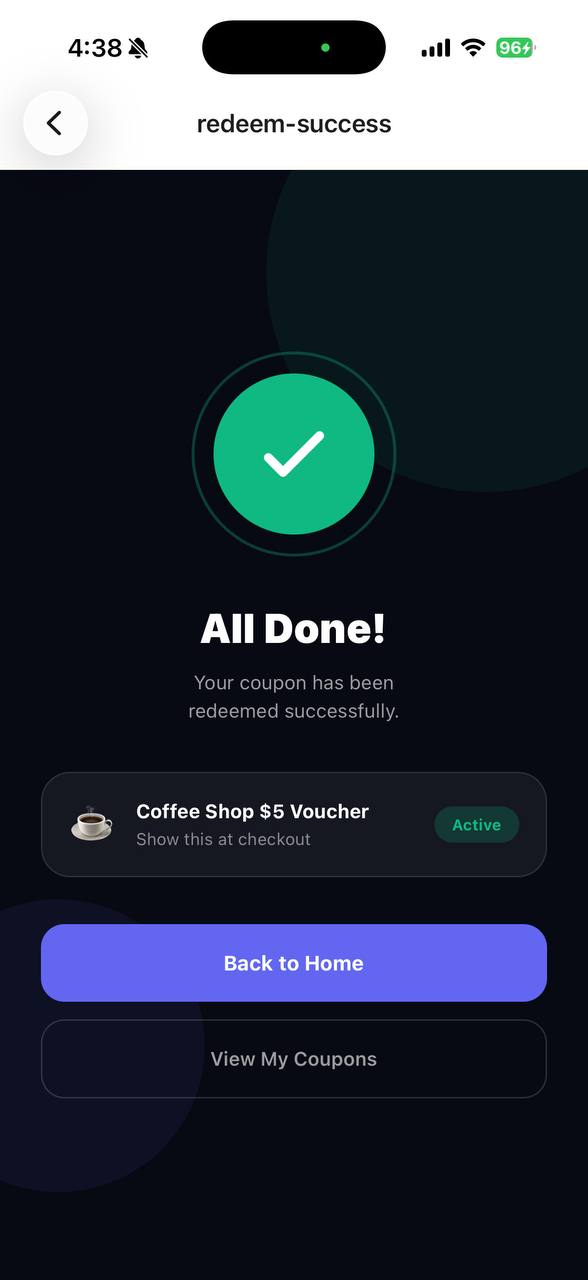 4:38
96
redeem-success
All Done!
Your coupon has been
redeemed successfully.
Coffee Shop $5 Voucher
Show this at checkout
Active
Back to Home
View My Coupons